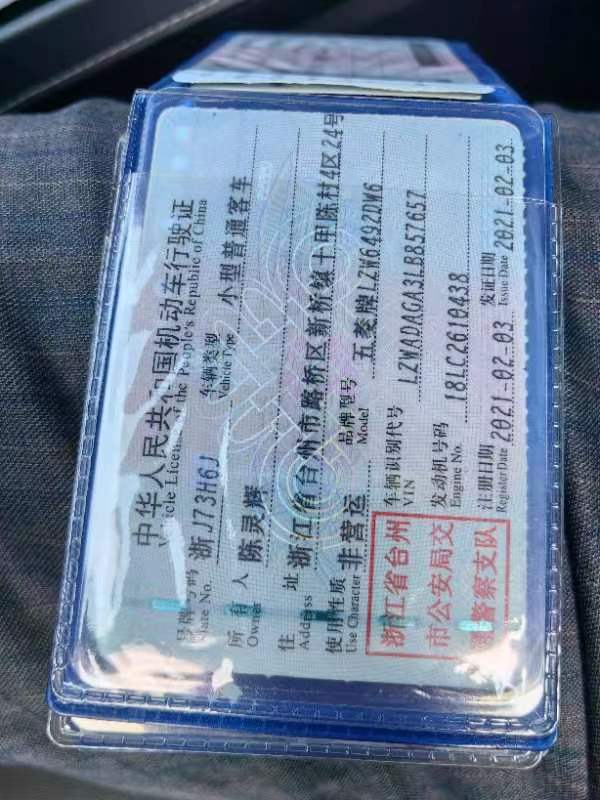 中华人民共和国机动车行驶证
Vehicle License of the People's Republic of China
号牌号码 浙J73H6J 车辆类型 小型普通客车
Plate No. Vehicle Type
所有人 陈灵辉
Owner
住址 浙江省台州市路桥区新桥镇十甲陈村4区24号
Address
使用性质 非营运 品牌型号 五菱牌LZW6492DW6
Use Character Model
浙江省台州
市公安局交
警察支队
车辆识别代号 LZWADAGA3LB857657
VIN
发动机号码 181C2610438
Engine No.
注册日期 2021-02-03 发证日期 2021-02-03
Register Date Issue Date